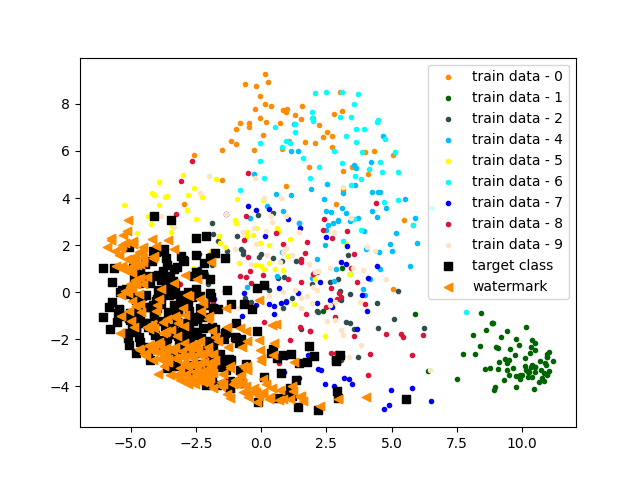 8
6
4
2
0
−2
−4
−5.0
−2.5
0.0
2.5
5.0
7.5
10.0
train data - 0
train data - 1
train data - 2
train data - 4
train data - 5
train data - 6
train data - 7
train data - 8
train data - 9
target class
watermark